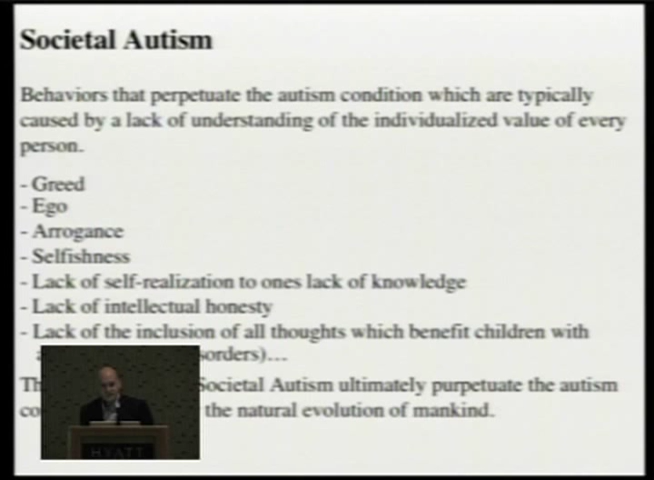 Societal Autism
Behaviors that perpetuate the autism condition which are typically
caused by a lack of understanding of the individualized value of every
person.
- Greed
- Ego
- Arrogance
- Selfishness
- Lack of self-realization to ones lack of knowledge
- Lack of intellectual honesty
- Lack of the inclusion of all thoughts which benefit children with
sorders)...
Th Societal Autism ultimately purpetuate the autism
co the natural evolution of mankind.
HYATT